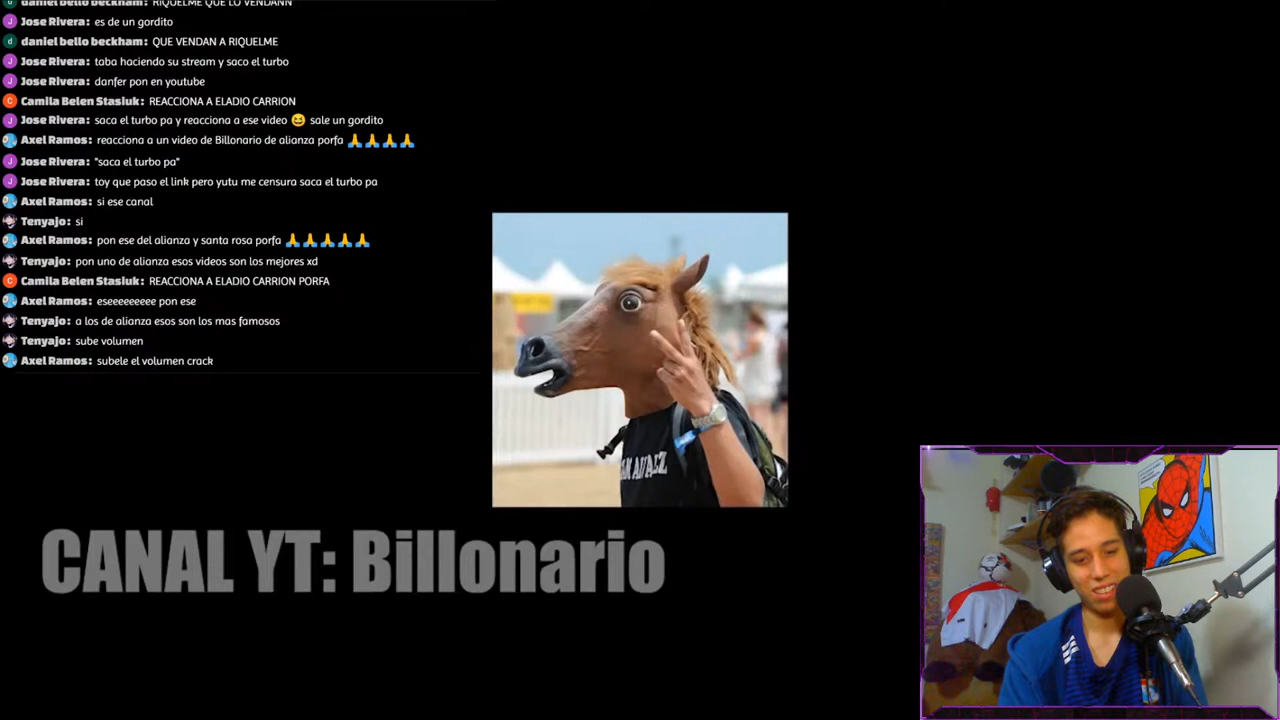 daniel bello beckham: RIQUELME QUE LO VENDANN
Jose Rivera: es de un gordito
daniel bello beckham: QUE VENDAN A RIQUELME
Jose Rivera: taba haciendo su stream y saco el turbo
Jose Rivera: danfer pon en youtube
Camila Belen Stasiuk: REACCIONA A ELADIO CARRION
Jose Rivera: saca el turbo pa y reacciona a ese video 😆 sale un gordito
Axel Ramos: reacciona a un video de Billonario de alianza porfa 🙏🙏🙏🙏
Jose Rivera: "saca el turbo pa"
Jose Rivera: toy que paso el link pero yutu me censura saca el turbo pa
Axel Ramos: si ese canal
Tenyajo: si
Axel Ramos: pon ese del alianza y santa rosa porfa 🙏🙏🙏🙏🙏
Tenyajo: pon uno de alianza esos videos son los mejores xd
Camila Belen Stasiuk: REACCIONA A ELADIO CARRION PORFA
Axel Ramos: eseeeeeeeee pon ese
Tenyajo: a los de alianza esos son los mas famosos
Tenyajo: sube volumen
Axel Ramos: subele el volumen crack
CANAL YT: Billonario